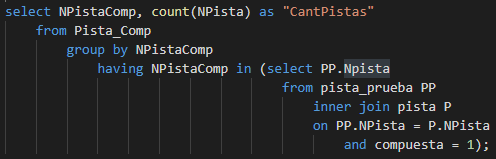 select NPistaComp, count(NPista) as "CantPistas"
from Pista_Comp
group by NPistaComp
having NPistaComp in (select PP.Npista
from pista_prueba PP
inner join pista P
on PP.NPista = P.NPista
and compuesta = 1);